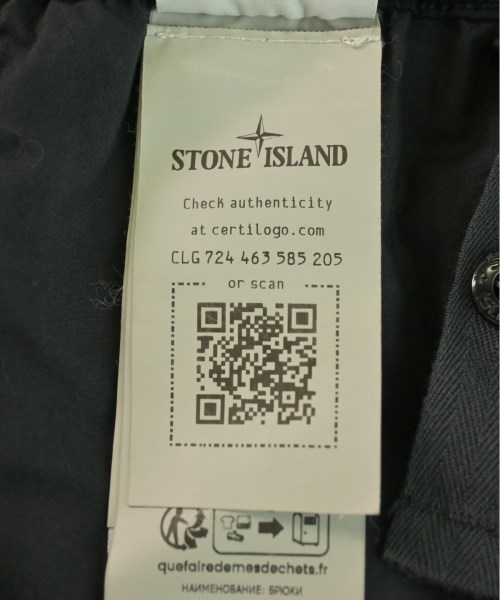 STONE ISLAND
Check authenticity
at certilogo.com
CLG 724 463 585 205
or scan
quefairedemesdechets.fr
НАИМЕНОВАНИЕ: БРЮКИ